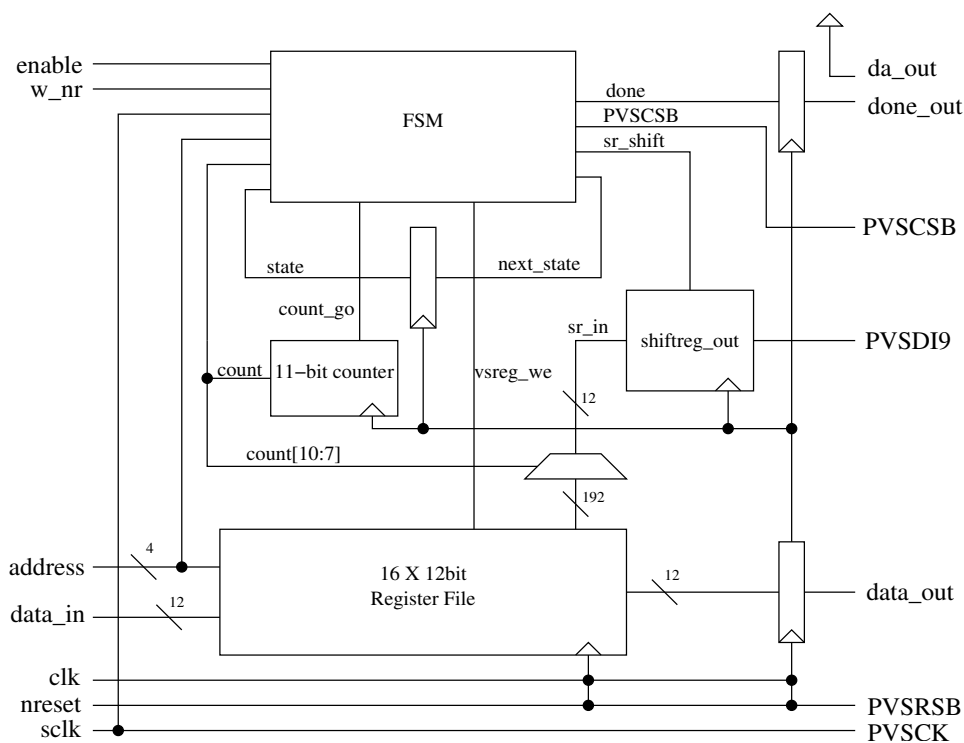 enable
w_nr
FSM
done
PVSCSB
sr_shift
da_out
done_out
PVSCSB
state
next_state
count_go
sr_in
shiftreg_out
PVSDI9
count
11−bit counter
vsreg_we
12
count[10:7]
192
address
4
16 X 12bit
Register File
12
data_out
data_in
12
clk
nreset
PVSRSB
sclk
PVSCK